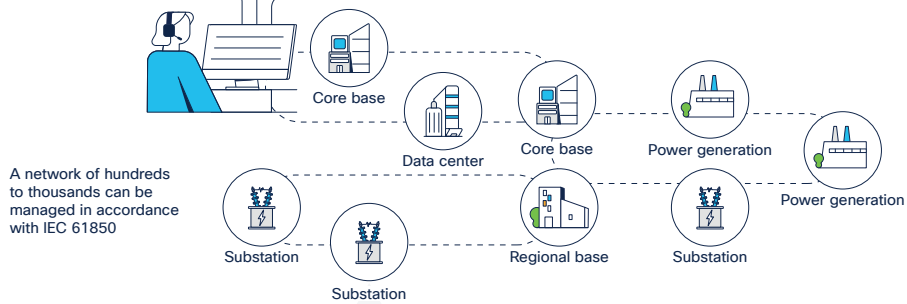 Core base
Data center
Core base
Power generation
Power generation
A network of hundreds
to thousands can be
managed in accordance
with IEC 61850
Substation
Substation
Regional base
Substation